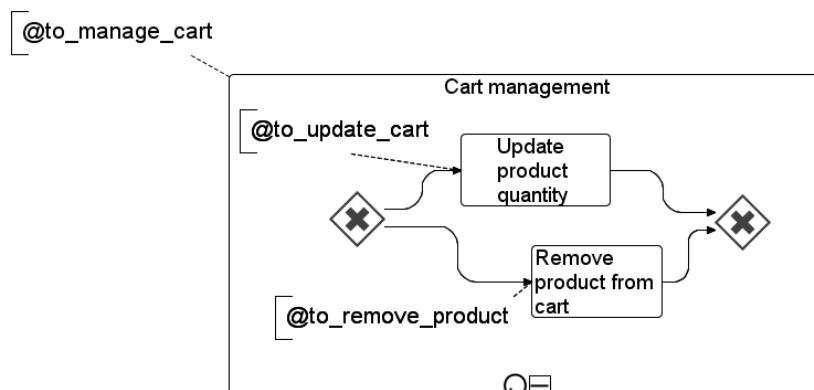 @to_manage_cart
Cart management
@to_update_cart
Update
product
quantity
Remove
product from
cart
@to_remove_product